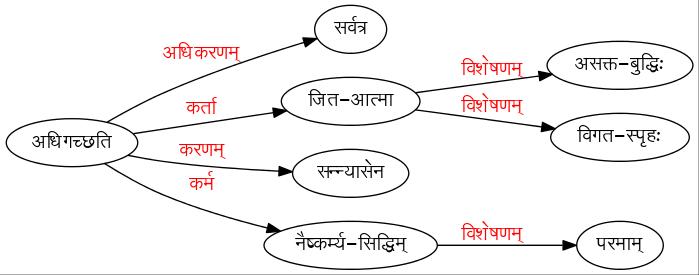 सर्वत्र
अधिकरणम्
असक्त-बुद्धिः
विशेषणम्
जित-आत्मा
कर्ता
विशेषणम्
विगत-स्पृहः
अधिगच्छति
करणम्
सन्न्यासेन
कर्म
विशेषणम्
नैष्कर्म्य-सिद्धिम्
परमाम्